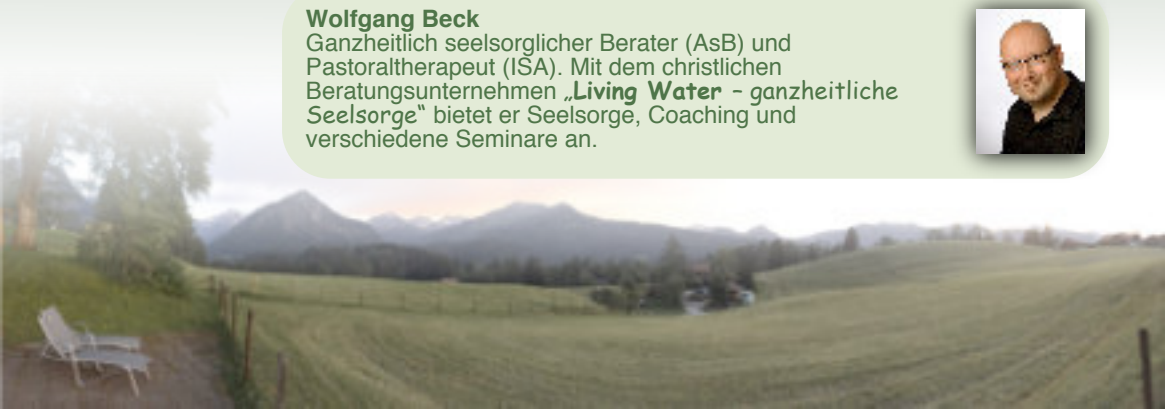 Wolfgang Beck
Ganzheitlich seelsorglicher Berater (AsB) und
Pastoraltherapeut (ISA). Mit dem christlichen
Beratungsunternehmen „Living Water – ganzheitliche
Seelsorge“ bietet er Seelsorge, Coaching und
verschiedene Seminare an.